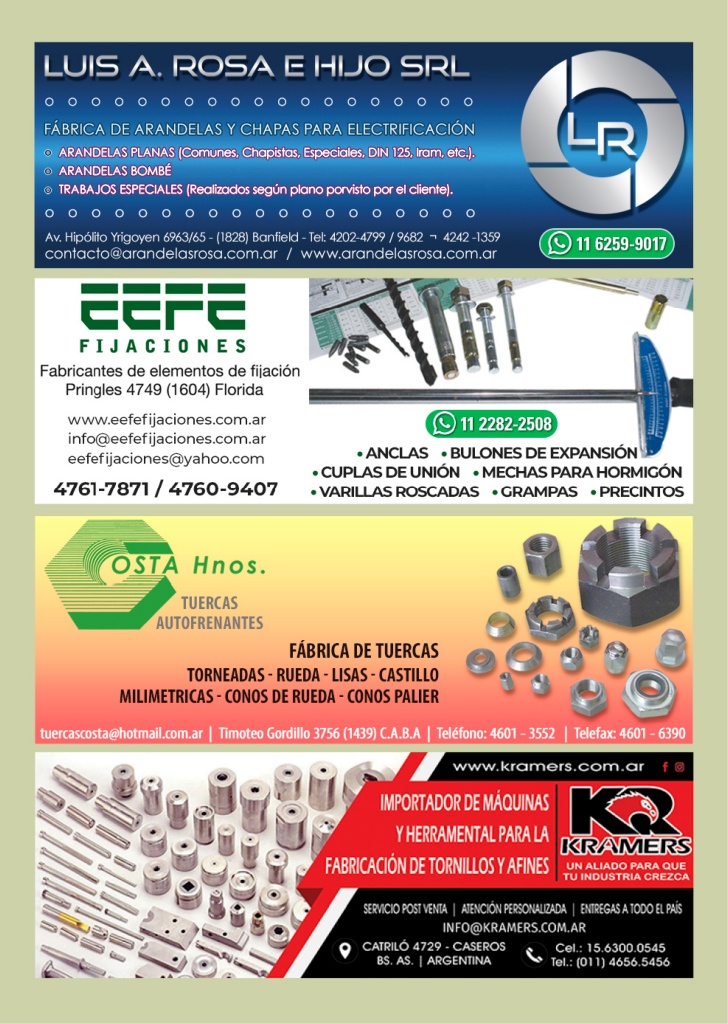 LUIS A. ROSA E HIJO SRL
FÁBRICA DE ARANDELAS Y CHAPAS PARA ELECTRIFICACIÓN
ARANDELAS PLANAS (Comunes, Chapistas, Especiales, DIN 125, Iram, etc.).
ARANDELAS BOMBÉ
TRABAJOS ESPECIALES (Realizados según plano porvisto por el cliente).
Av. Hipólito Yrigoyen 6963/65 - (1828) Banfield - Tel: 4202-4799 / 9682 ¬ 4242 -1359
contacto@arandelasrosa.com.ar / www.arandelasrosa.com.ar
LR
11 6259-9017
EEFE
FIJACIONES
Fabricantes de elementos de fijación
Pringles 4749 (1604) Florida
www.eefefijaciones.com.ar
info@eefefijaciones.com.ar
eefefijaciones@yahoo.com
4761-7871 / 4760-9407
11 2282-2508
• ANCLAS • BULONES DE EXPANSIÓN
• CUPLAS DE UNIÓN • MECHAS PARA HORMIGÓN
• VARILLAS ROSCADAS • GRAMPAS • PRECINTOS
COSTA Hnos.
TUERCAS
AUTOFRENANTES
FÁBRICA DE TUERCAS
TORNEADAS - RUEDA - LISAS - CASTILLO
MILIMETRICAS - CONOS DE RUEDA - CONOS PALIER
tuercascosta@hotmail.com.ar | Timoteo Gordillo 3756 (1439) C.A.B.A | Teléfono: 4601 - 3552 | Telefax: 4601 - 6390
www.kramers.com.ar
IMPORTADOR DE MÁQUINAS
Y HERRAMENTAL PARA LA
FABRICACIÓN DE TORNILLOS Y AFINES
KR
KRAMERS
UN ALIADO PARA QUE
TU INDUSTRIA CREZCA
SERVICIO POST VENTA | ATENCIÓN PERSONALIZADA | ENTREGAS A TODO EL PAÍS
INFO@KRAMERS.COM.AR
CATRILÓ 4729 - CASEROS
BS. AS. | ARGENTINA
Cel.: 15.6300.0545
Tel.: (011) 4656.5456